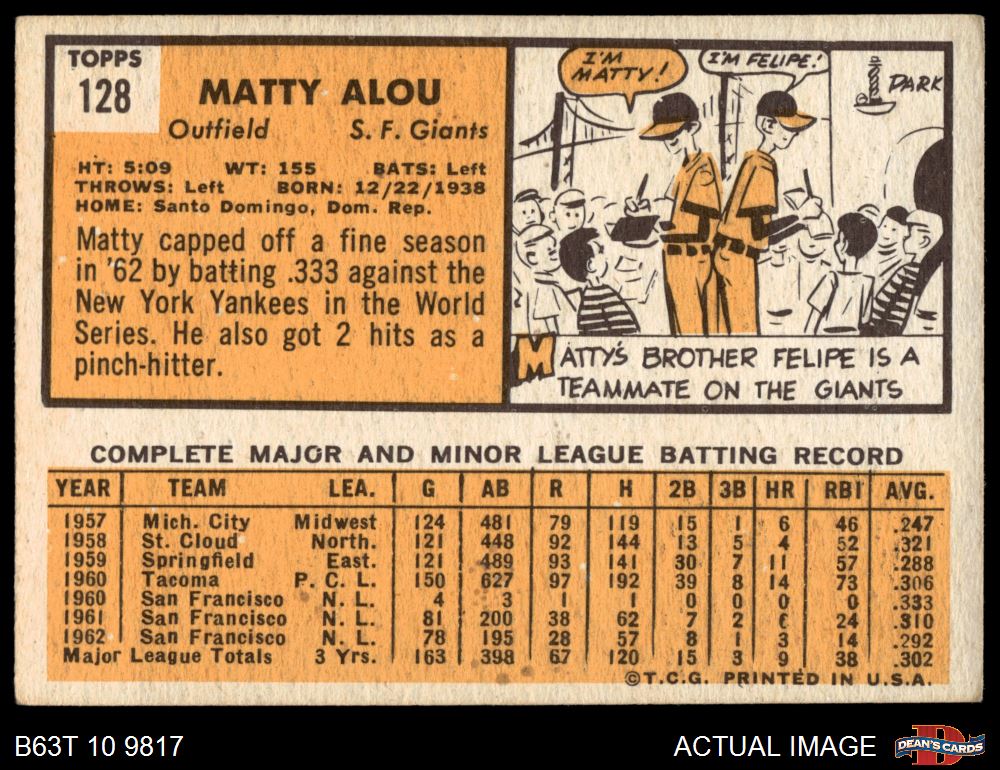 TOPPS
128
MATTY ALOU
Outfield S. F. Giants
HT: 5:09 WT: 155 BATS: Left
THROWS: Left BORN: 12/22/1938
HOME: Santo Domingo, Dom. Rep.
Matty capped off a fine season
in '62 by batting .333 against the
New York Yankees in the World
Series. He also got 2 hits as a
pinch-hitter.
I'M
MATTY!
I'M FELIPE!
PARK
MATTY'S BROTHER FELIPE IS A
TEAMMATE ON THE GIANTS
COMPLETE MAJOR AND MINOR LEAGUE BATTING RECORD
YEAR TEAM LEA. G AB R H 2B 3B HR RBI AVG.
1957 Mich. City Midwest 124 481 79 119 15 1 6 46 .247
1958 St. Cloud North. 121 448 92 144 13 5 4 52 .321
1959 Springfield East. 121 489 93 141 30 7 11 57 .288
1960 Tacoma P. C. L. 150 627 97 192 39 8 14 73 .306
1960 San Francisco N. L. 4 3 1 1 0 0 0 0 .333
1961 San Francisco N. L. 81 200 38 62 7 2 6 24 .310
1962 San Francisco N. L. 78 195 28 57 8 1 3 14 .292
Major League Totals 3 Yrs. 163 398 67 120 15 3 9 38 .302
©T.C.G. PRINTED IN U.S.A.
B63T 10 9817
ACTUAL IMAGE
DEAN'S CARDS